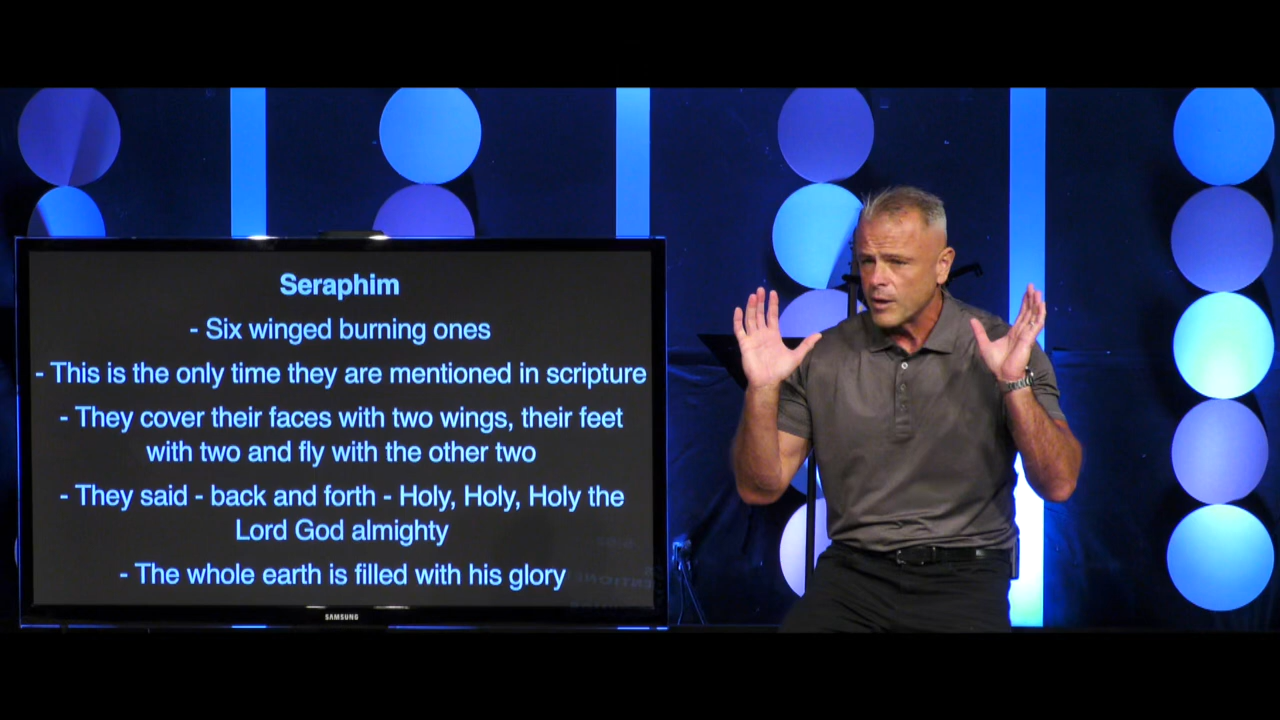 Seraphim
- Six winged burning ones
- This is the only time they are mentioned in scripture
- They cover their faces with two wings, their feet
with two and fly with the other two
- They said - back and forth - Holy, Holy, Holy the
Lord God almighty
- The whole earth is filled with his glory
SAMSUNG